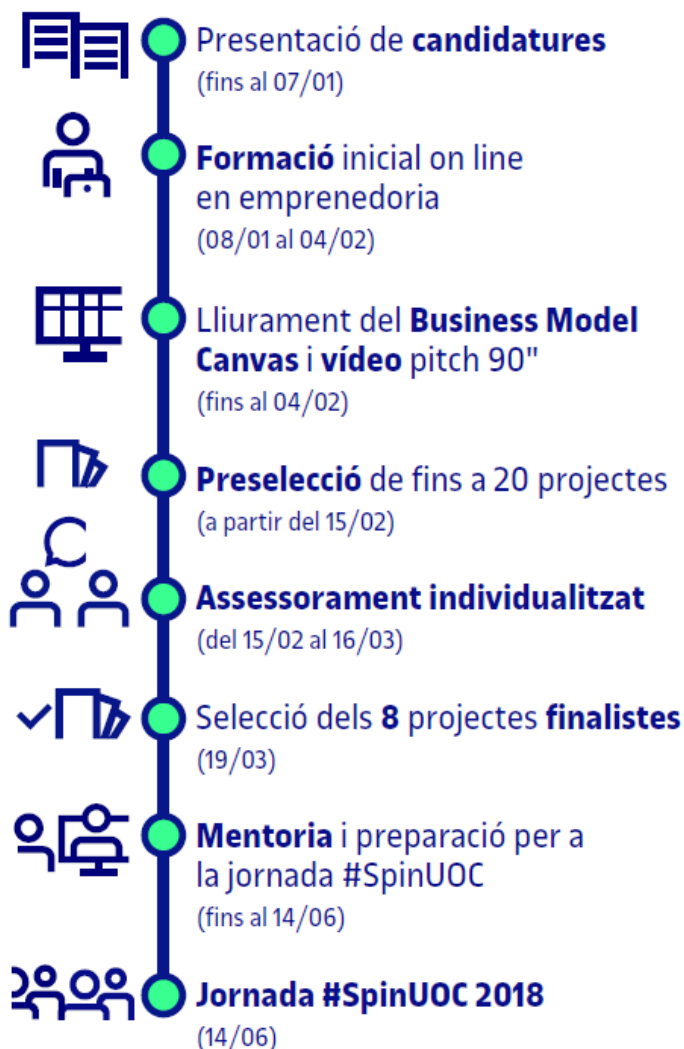 Presentació de candidatures
(fins al 07/01)
Formació inicial on line
en emprenedoria
(08/01 al 04/02)
Lliurament del Business Model
Canvas i vídeo pitch 90"
(fins al 04/02)
Preselecció de fins a 20 projectes
(a partir del 15/02)
Assessorament individualitzat
(del 15/02 al 16/03)
Selecció dels 8 projectes finalistes
(19/03)
Mentoria i preparació per a
la jornada #SpinUOC
(fins al 14/06)
Jornada #SpinUOC 2018
(14/06)